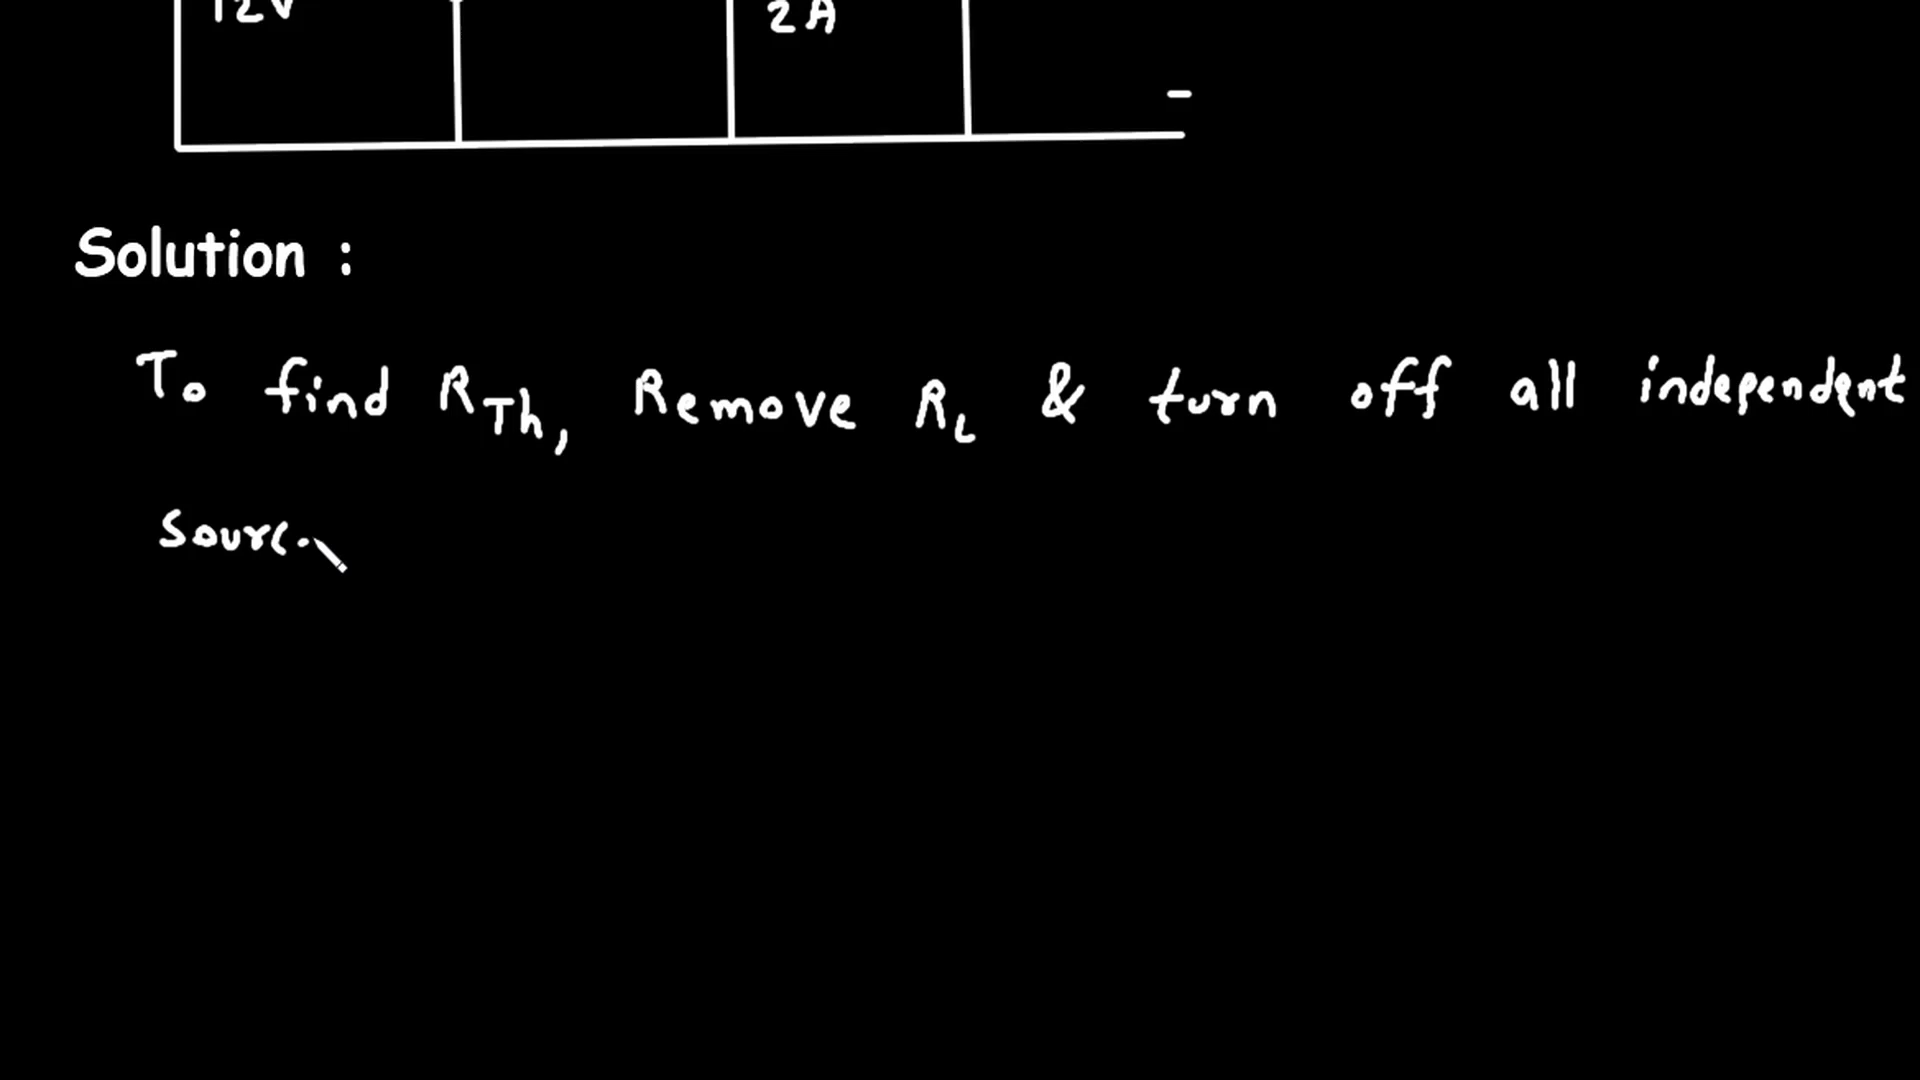 12V 2A
-
Solution :
To find RTh, Remove RL & turn off all independent
sourc